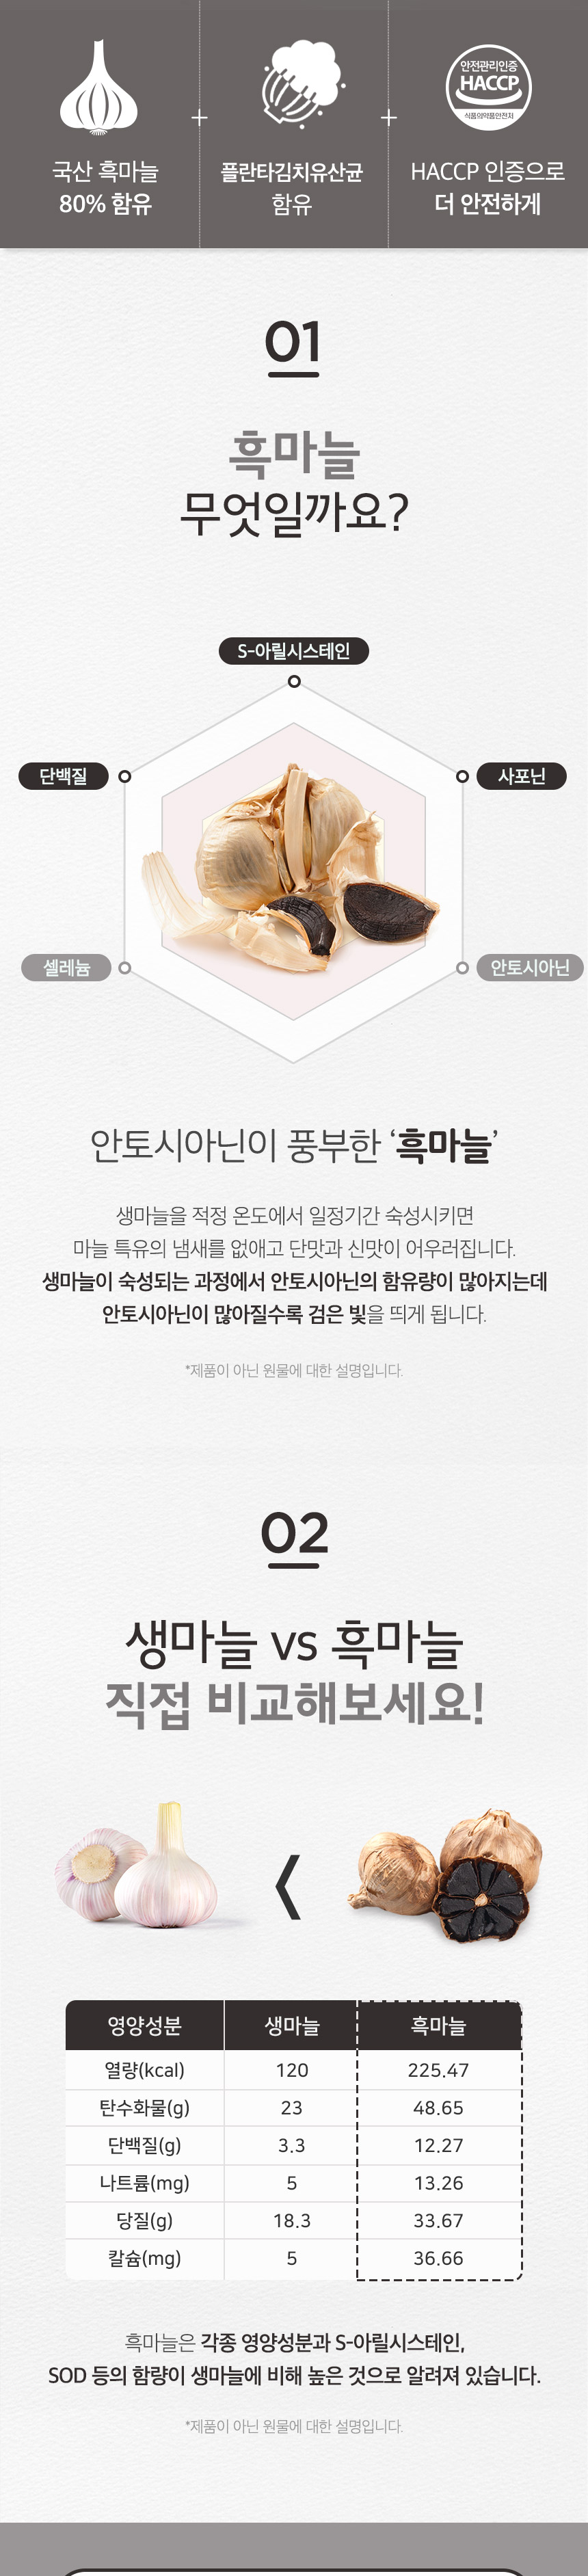 안전관리인증
HACCP
식품의약품안전처
국산 흑마늘
80% 함유
플란타김치유산균
함유
HACCP 인증으로
더 안전하게
01
흑마늘
무엇일까요?
S-아릴시스테인
단백질
사포닌
셀레늄
안토시아닌
안토시아닌이 풍부한 ‘흑마늘’
생마늘을 적정 온도에서 일정기간 숙성시키면
마늘 특유의 냄새를 없애고 단맛과 신맛이 어우러집니다.
생마늘이 숙성되는 과정에서 안토시아닌의 함유량이 많아지는데
안토시아닌이 많아질수록 검은 빛을 띄게 됩니다.
*제품이 아닌 원물에 대한 설명입니다.
02
생마늘 vs 흑마늘
직접 비교해보세요!
영양성분 생마늘 흑마늘
열량(kcal) 120 225.47
탄수화물(g) 23 48.65
단백질(g) 3.3 12.27
나트륨(mg) 5 13.26
당질(g) 18.3 33.67
칼슘(mg) 5 36.66
흑마늘은 각종 영양성분과 S-아릴시스테인,
SOD 등의 함량이 생마늘에 비해 높은 것으로 알려져 있습니다.
*제품이 아닌 원물에 대한 설명입니다.